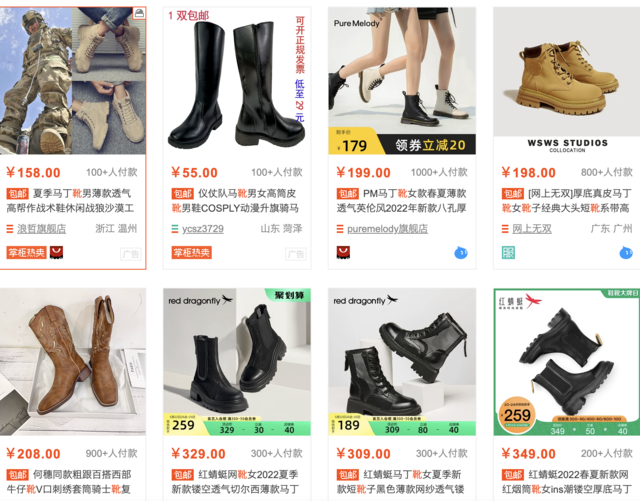 1 双包邮
可开正规发票
低至29元
Pure Melody
到手价
￥179
领券立减20
WSWS STUDIOS
COLLOCATION
￥158.00
100+人付款
包邮 夏季马丁靴男薄款透气
高帮作战术鞋休闲战狼沙漠工
浪哲旗舰店
浙江 温州
掌柜热卖
广告
￥55.00
100+人付款
包邮 仪仗队马靴男女高筒皮
靴男鞋COSPLY动漫升旗骑马
ycsz3729
山东 菏泽
掌柜热卖
广告
￥199.00
1000+人付款
包邮 PM马丁靴女款春夏薄款
透气英伦风2022年新款八孔厚
puremelody旗舰店
￥198.00
800+人付款
包邮 [网上无双]厚底真皮马丁
靴女靴子经典大头短靴系带高
网上无双
广东 广州
red dragonfly
聚划算
259
329
30
40
red dragonfly
189
309
80
40
红蜻蜓
鞋靴大牌日
259
349
50
40
￥208.00
900+人付款
包邮 何穗同款粗跟百搭西部
牛仔靴V口刺绣套筒骑士靴复
￥329.00
300+人付款
包邮 红蜻蜓网靴女2022夏季
新款镂空透气切尔西薄款马丁
￥309.00
300+人付款
包邮 红蜻蜓马丁靴女夏季新
款短靴子黑色薄款网纱透气镂
￥349.00
200+人付款
包邮 红蜻蜓2022春夏新款网
红烟筒靴女ins潮镂空厚底马丁